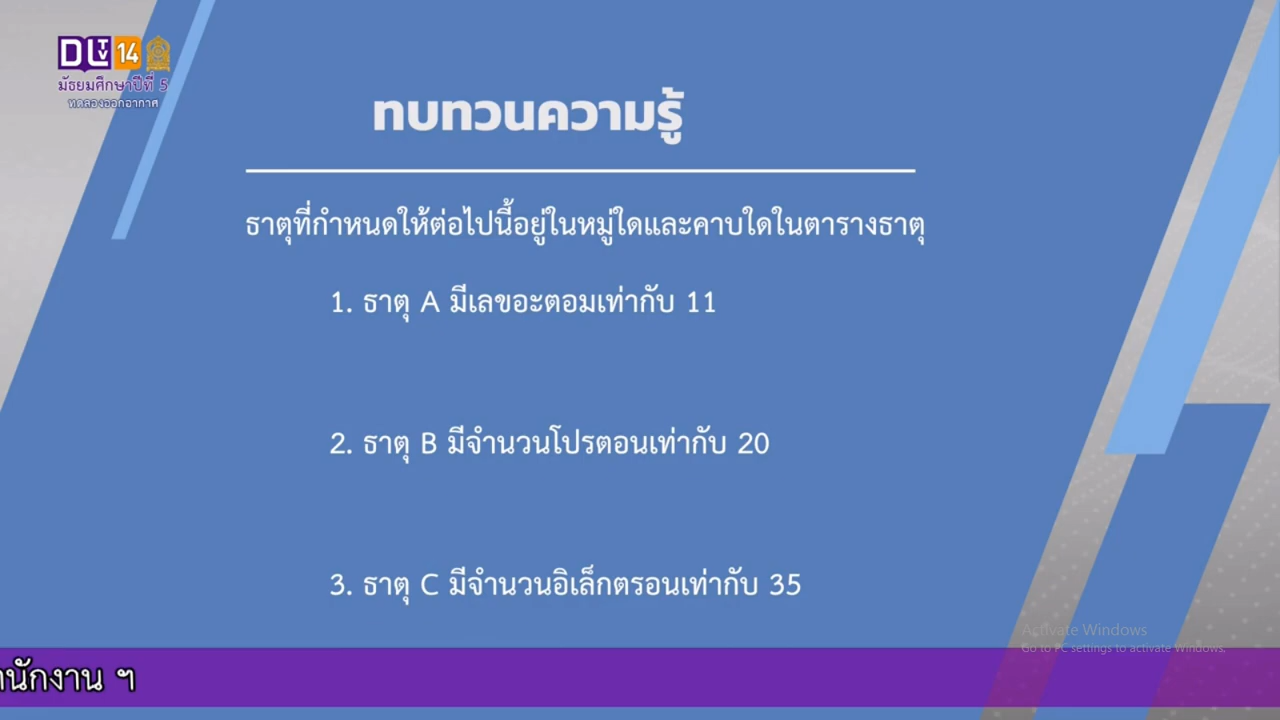 DLTV 14
มัธยมศึกษาปีที่ 5
ทดลองออกอากาศ
ทบทวนความรู้
ธาตุที่กำหนดให้ต่อไปนี้อยู่ในหมู่ใดและคาบใดในตารางธาตุ
1. ธาตุ A มีเลขอะตอมเท่ากับ 11
2. ธาตุ B มีจำนวนโปรตอนเท่ากับ 20
3. ธาตุ C มีจำนวนอิเล็กตรอนเท่ากับ 35
Activate Windows
Go to PC settings to activate Windows.
นักงาน ฯ